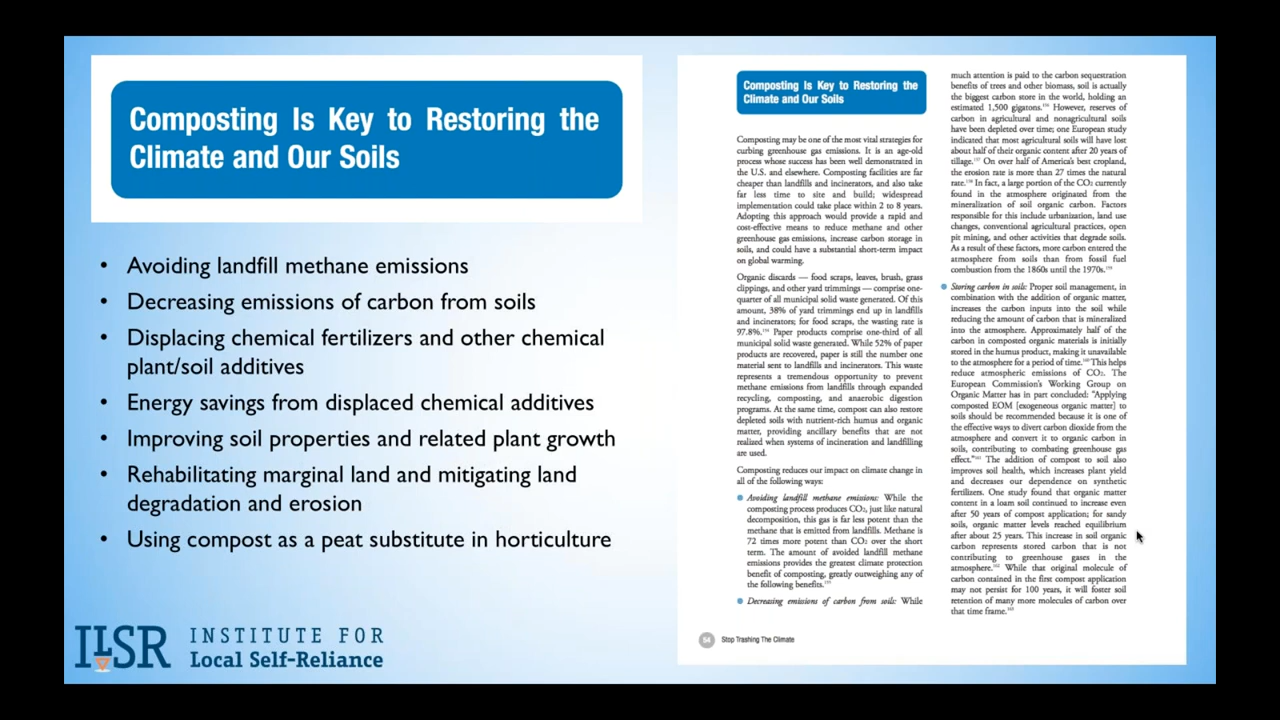 Composting Is Key to Restoring the
Climate and Our Soils
• Avoiding landfill methane emissions
• Decreasing emissions of carbon from soils
• Displacing chemical fertilizers and other chemical
plant/soil additives
• Energy savings from displaced chemical additives
• Improving soil properties and related plant growth
• Rehabilitating marginal land and mitigating land
degradation and erosion
• Using compost as a peat substitute in horticulture
ILSR
INSTITUTE FOR
Local Self-Reliance
Composting Is Key to Restoring the
Climate and Our Soils
Composting may be one of the most vital strategies for
curbing greenhouse gas emissions. It is an age-old
process whose success has been well demonstrated in
the U.S. and elsewhere. Composting facilities are far
cheaper than landfills and incinerators, and also take
far less time to site and build; widespread
implementation could take place within 2 to 8 years.
Adopting this approach would provide a rapid and
cost-effective means to reduce methane and other
greenhouse gas emissions, increase carbon storage in
soils, and could have a substantial short-term impact
on global warming.
Organic discards — food scraps, leaves, brush, grass
clippings, and other yard trimmings — comprise one-
quarter of all municipal solid waste generated. Of this
amount, 38% of yard trimmings end up in landfills
and incinerators; for food scraps, the wasting rate is
97.8%. Paper products comprise one-third of all
municipal solid waste generated. While 52% of paper
products are recovered, paper is still the number one
material sent to landfills and incinerators. This waste
represents a tremendous opportunity to prevent
methane emissions from landfills through expanded
recycling, composting, and anaerobic digestion
programs. At the same time, compost can also restore
depleted soils with nutrient-rich humus and organic
matter, providing ancillary benefits that are not
realized when systems of incineration and landfilling
are used.
Composting reduces our impact on climate change in
all of the following ways:
Avoiding landfill methane emissions: While the
composting process produces CO₂, just like natural
decomposition, this gas is far less potent than the
methane that is emitted from landfills. Methane is
72 times more potent than CO₂ over the short
term. The amount of avoided landfill methane
emissions provides the greatest climate protection
benefit of composting, greatly outweighing any of
the following benefits.
Decreasing emissions of carbon from soils: While
much attention is paid to the carbon sequestration
benefits of trees and other biomass, soil is actually
the biggest carbon store in the world, holding an
estimated 1,500 gigatons. However, reserves of
carbon in agricultural and nonagricultural soils
have been depleted over time; one European study
indicated that most agricultural soils will have lost
about half of their organic content after 20 years of
tillage. On over half of America's best cropland,
the erosion rate is more than 27 times the natural
rate. In fact, a large portion of the CO₂ currently
found in the atmosphere originated from the
mineralization of soil organic carbon. Factors
responsible for this include urbanization, land use
changes, conventional agricultural practices, open
pit mining, and other activities that degrade soils.
As a result of these factors, more carbon entered the
atmosphere from soils than from fossil fuel
combustion from the 1860s until the 1970s.
Storing carbon in soils: Proper soil management, in
combination with the addition of organic matter,
increases the carbon inputs into the soil while
reducing the amount of carbon that is mineralized
into the atmosphere. Approximately half of the
carbon in composted organic materials is initially
stored in the humus product, making it unavailable
to the atmosphere for a period of time. This helps
reduce atmospheric emissions of CO₂. The
European Commission's Working Group on
Organic Matter has in part concluded: "Applying
composted EOM [exogenous organic matter] to
soils should be recommended because it is one of
the effective ways to divert carbon dioxide from the
atmosphere and convert it to organic carbon in
soils, contributing to combating greenhouse gas
effect." The addition of compost to soil also
improves soil health, which increases plant yield
and decreases our dependence on synthetic
fertilizers. One study found that organic matter
content in a loam soil continued to increase even
after 50 years of compost application; for sandy
soils, organic matter levels reached equilibrium
after about 25 years. This increase in soil organic
carbon represents stored carbon that is not
contributing to greenhouse gases in the
atmosphere. While that original molecule of
carbon contained in the first compost application
may not persist for 100 years, it will foster soil
retention of many more molecules of carbon over
that time frame.
54 Stop Trashing The Climate